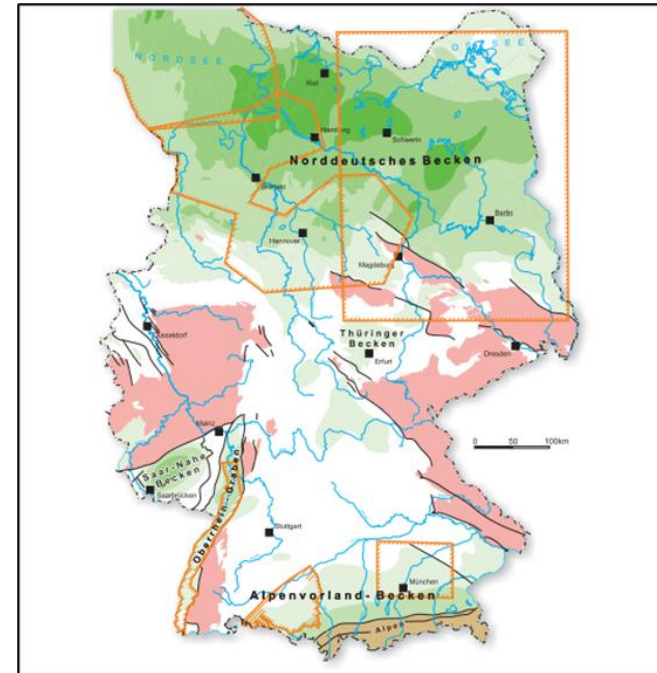 NORDSEE
OSTSEE
Kiel
Hamburg
Schwerin
Norddeutsches Becken
Bremen
Berlin
Hannover
Magdeburg
Düsseldorf
Thüringer
Becken
Erfurt
Dresden
Mainz
0 50 100km
Saar-Nahe
Becken
Saarbrücken
Oberrhein-Graben
Stuttgart
München
Alpenvorland-Becken
Alpen